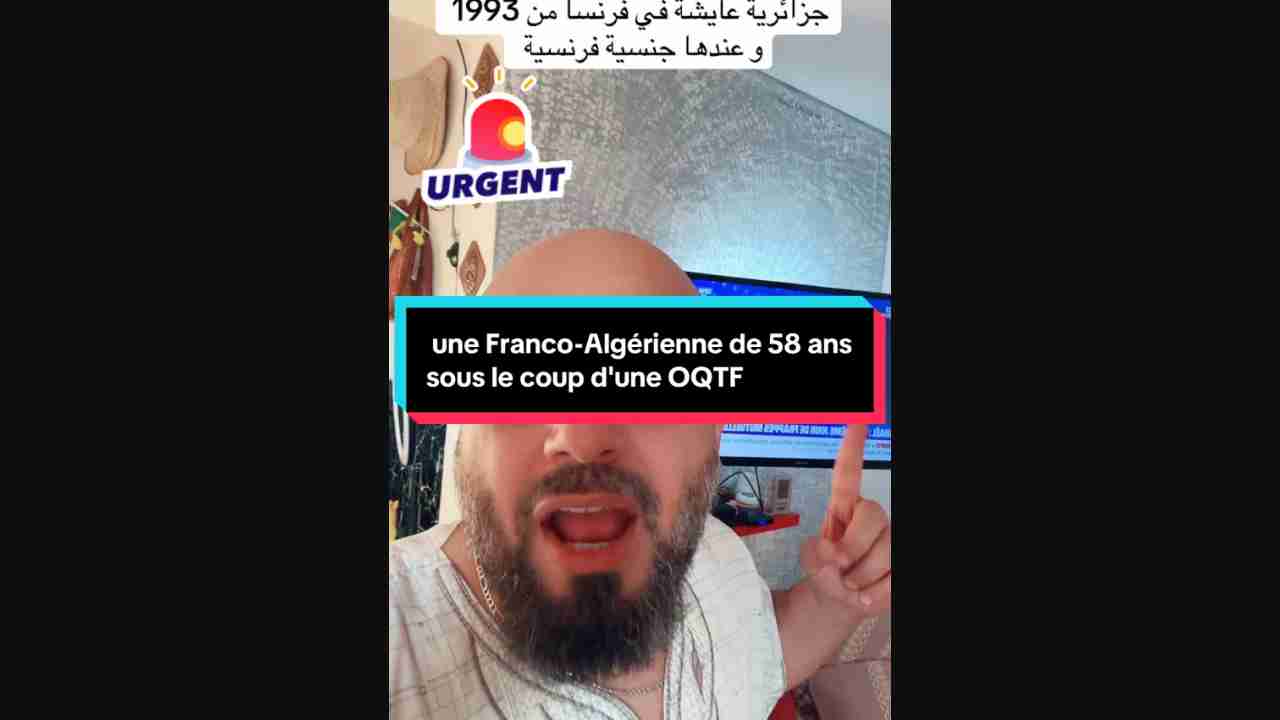 جزائرية عايشة في فرنسا من 1993
و عندها جنسية فرنسية
URGENT
une Franco-Algérienne de 58 ans
sous le coup d'une OQTF